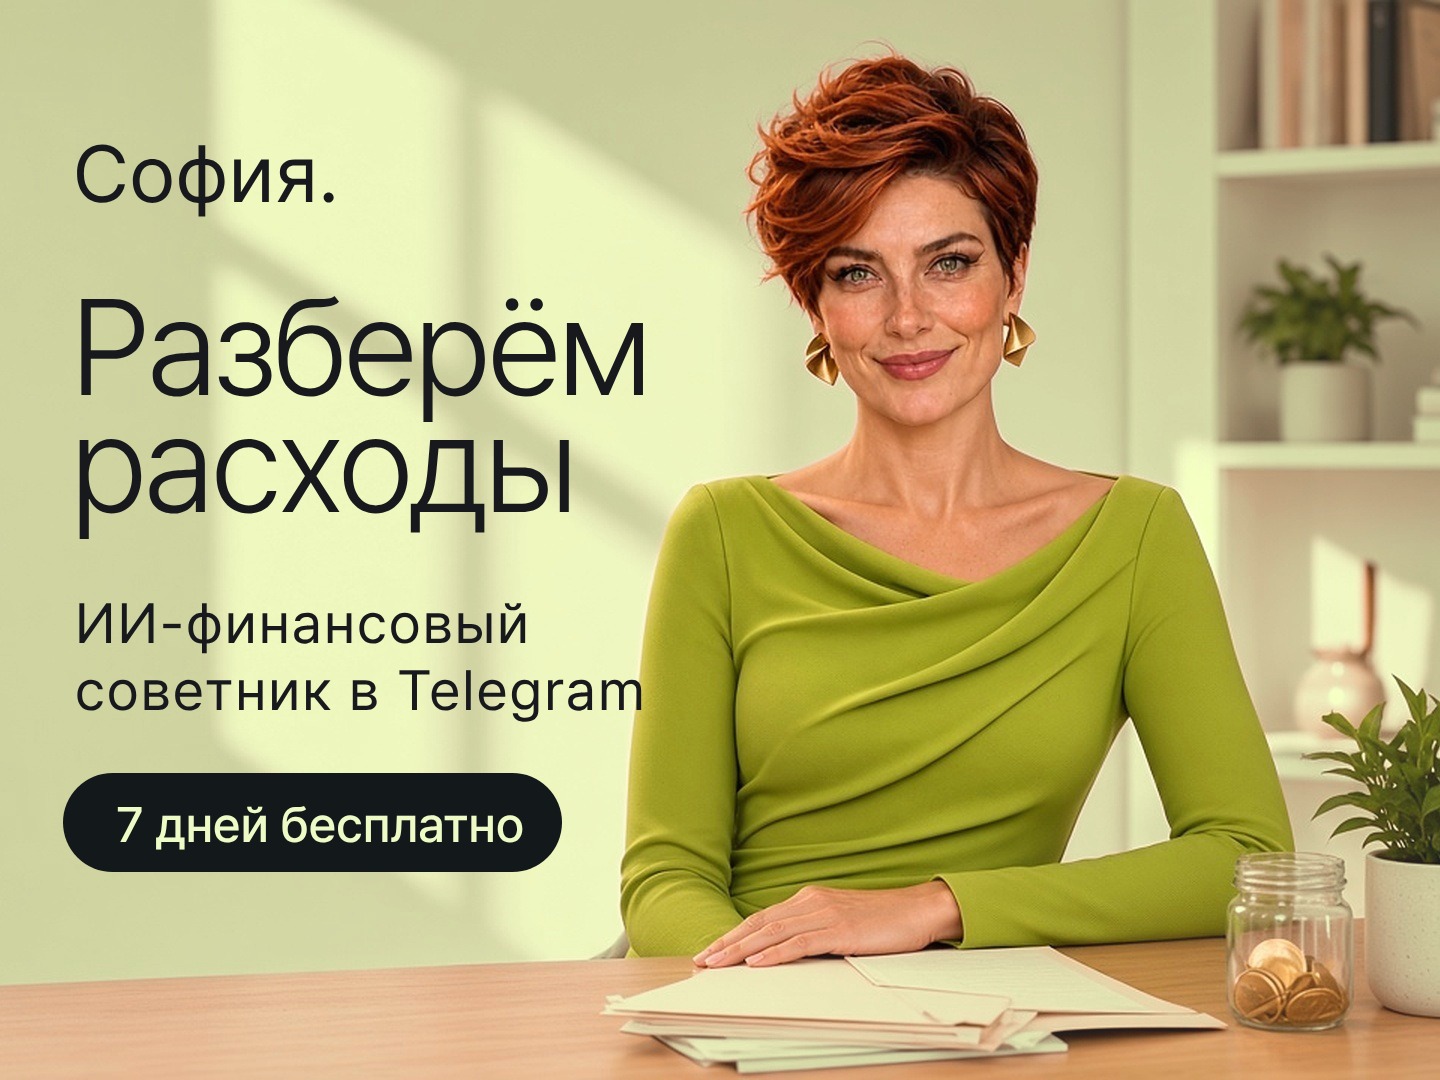 София.
Разберём
расходы
ИИ-финансовый
советник в Telegram
7 дней бесплатно